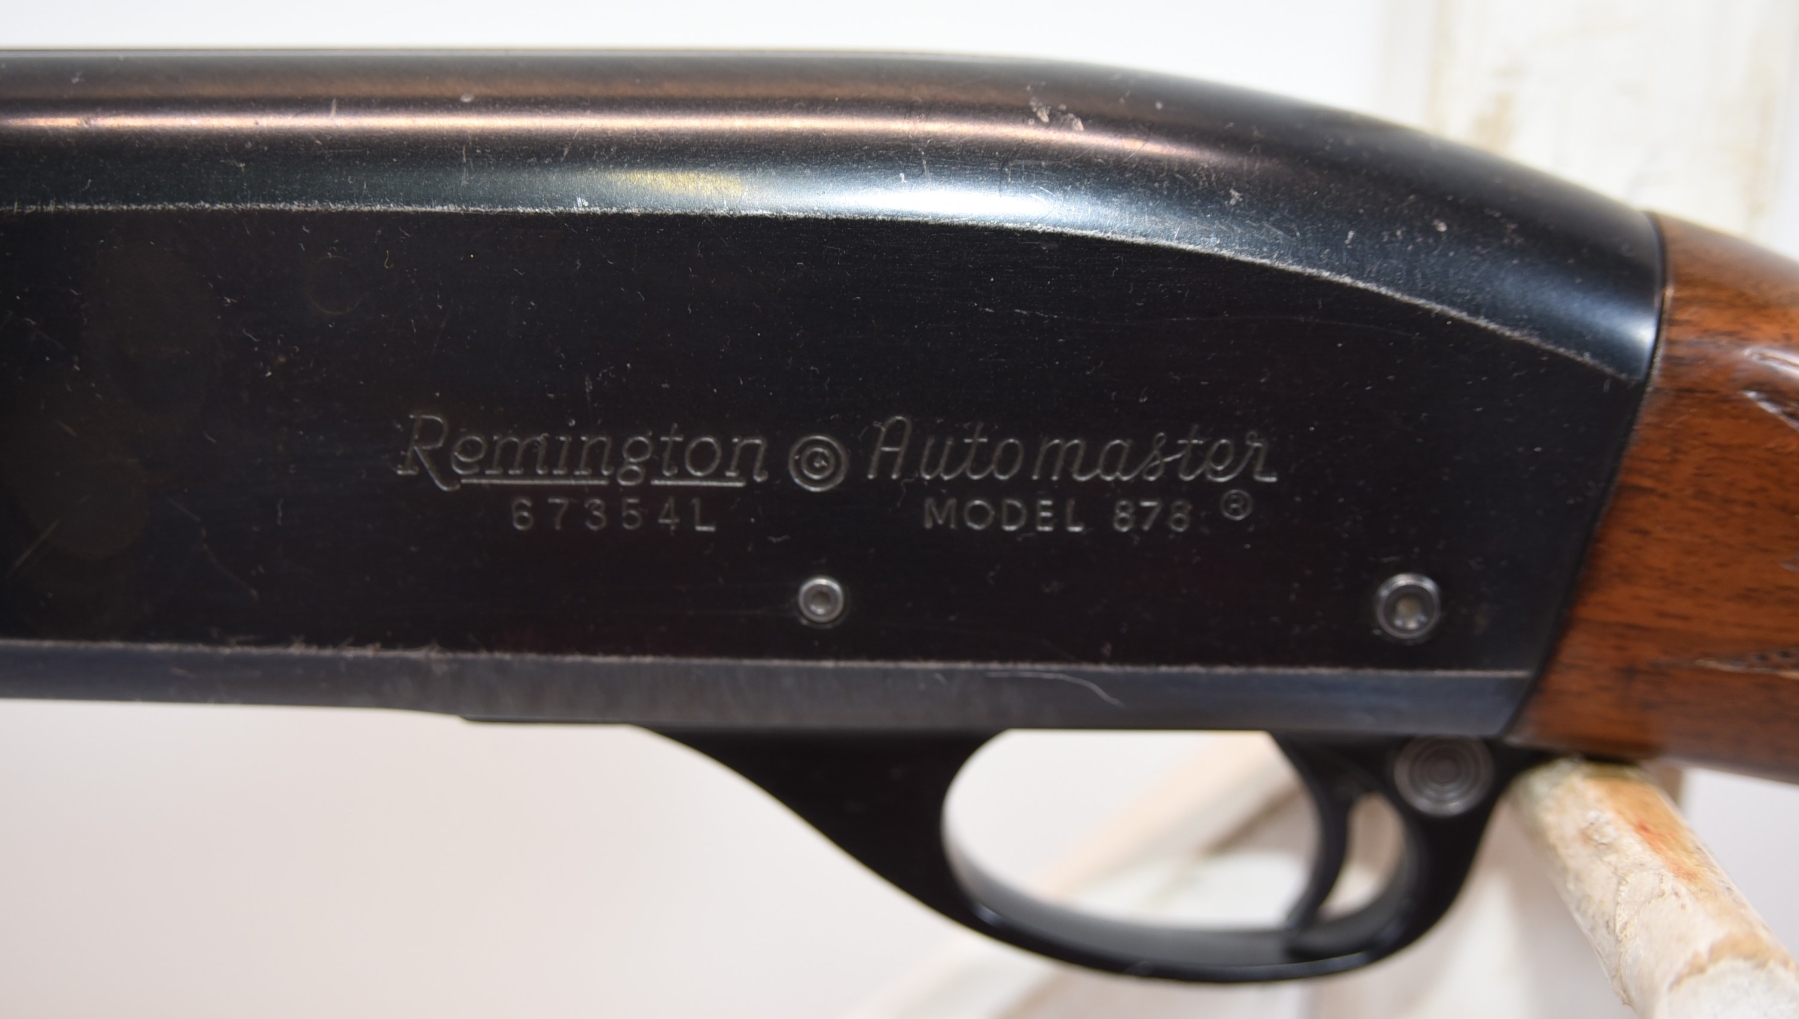 Remington Automaster
67354L MODEL 878 ®